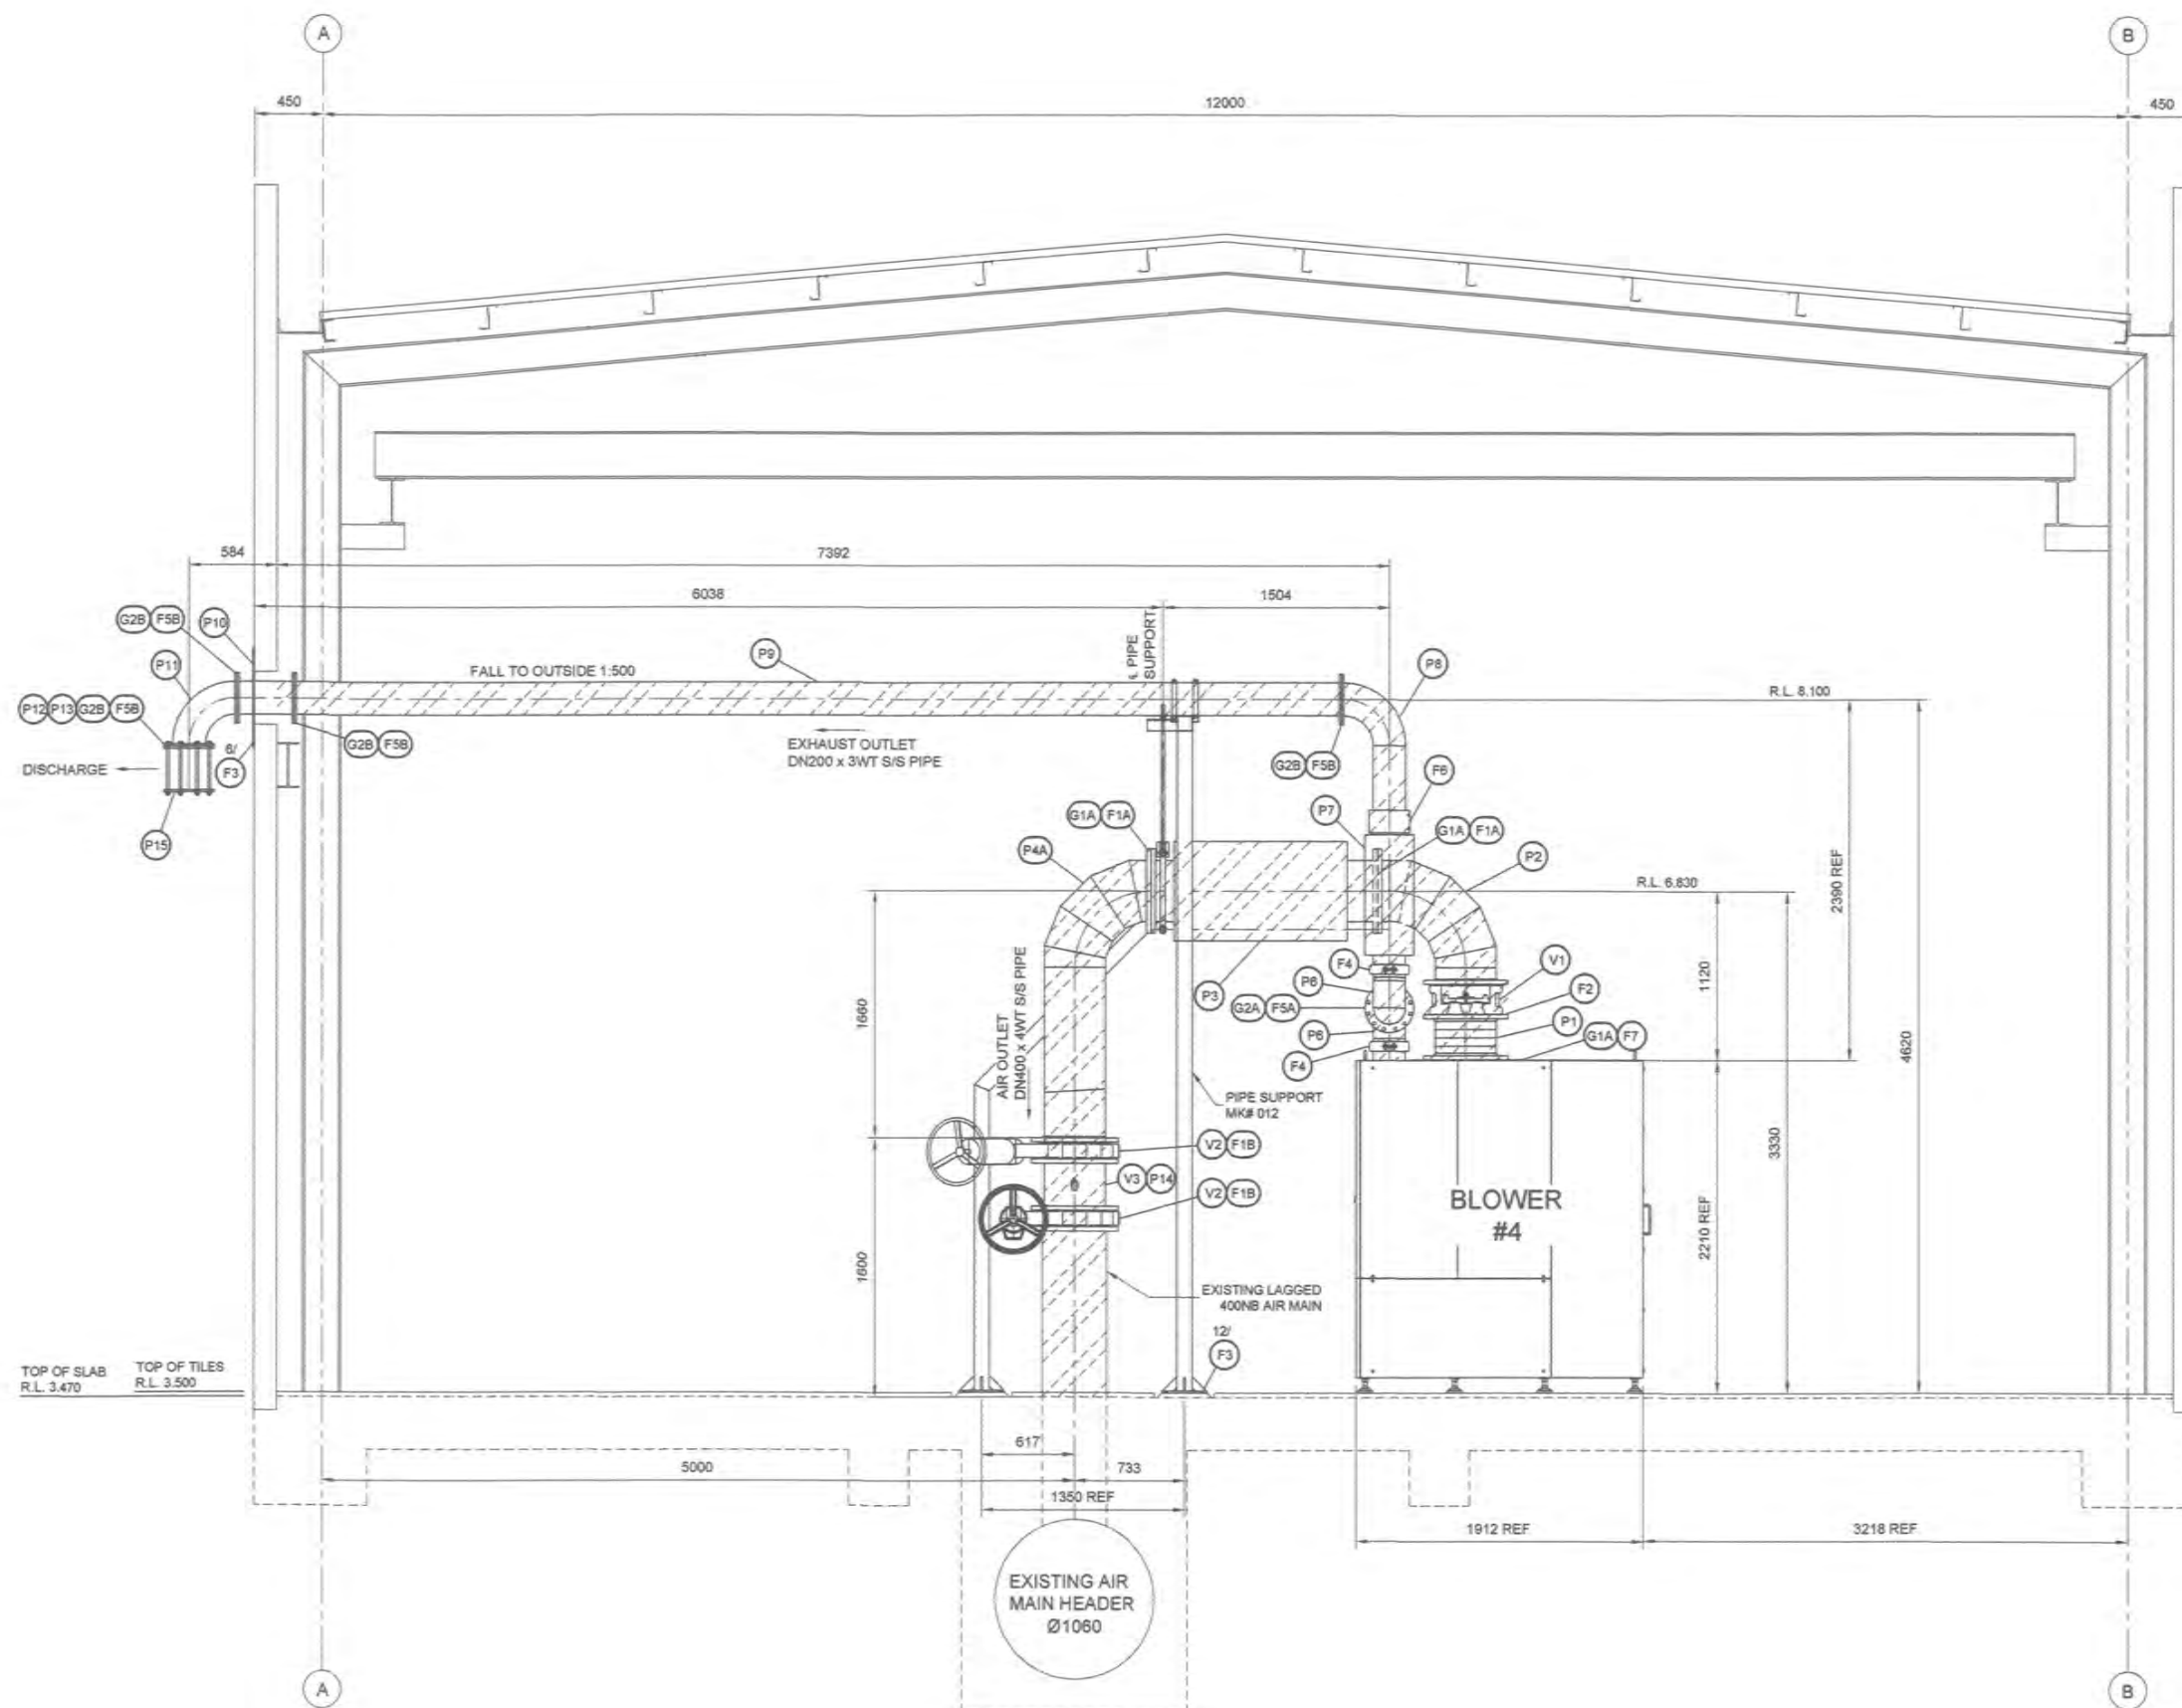 A
B
450
12000
450
584
7392
6038
1504
℄ PIPE
SUPPORT
G2B F5B
P10
P9
P11
FALL TO OUTSIDE 1:500
P8
R.L. 8.100
P12 P13 G2B F5B
G2B F5B
EXHAUST OUTLET
DN200 x 3WT S/S PIPE
G2B F5B
F6
DISCHARGE
6/
F3
P15
G1A F1A
P7
G1A F1A
P4A
P2
R.L. 6.830
2390 REF
1120
F4
V1
P6
P3
F2
G2A F5A
P1
P6
G1A F7
F4
1660
AIR OUTLET
DN400 x 4WT S/S PIPE
4620
3330
PIPE SUPPORT
MK# 012
V2 F1B
V3 P14
V2 F1B
BLOWER
#4
2210 REF
1600
EXISTING LAGGED
400NB AIR MAIN
12/
F3
TOP OF SLAB
R.L. 3.470
TOP OF TILES
R.L. 3.500
617
5000
733
1350 REF
1912 REF
3218 REF
EXISTING AIR
MAIN HEADER
Ø1060
A
B